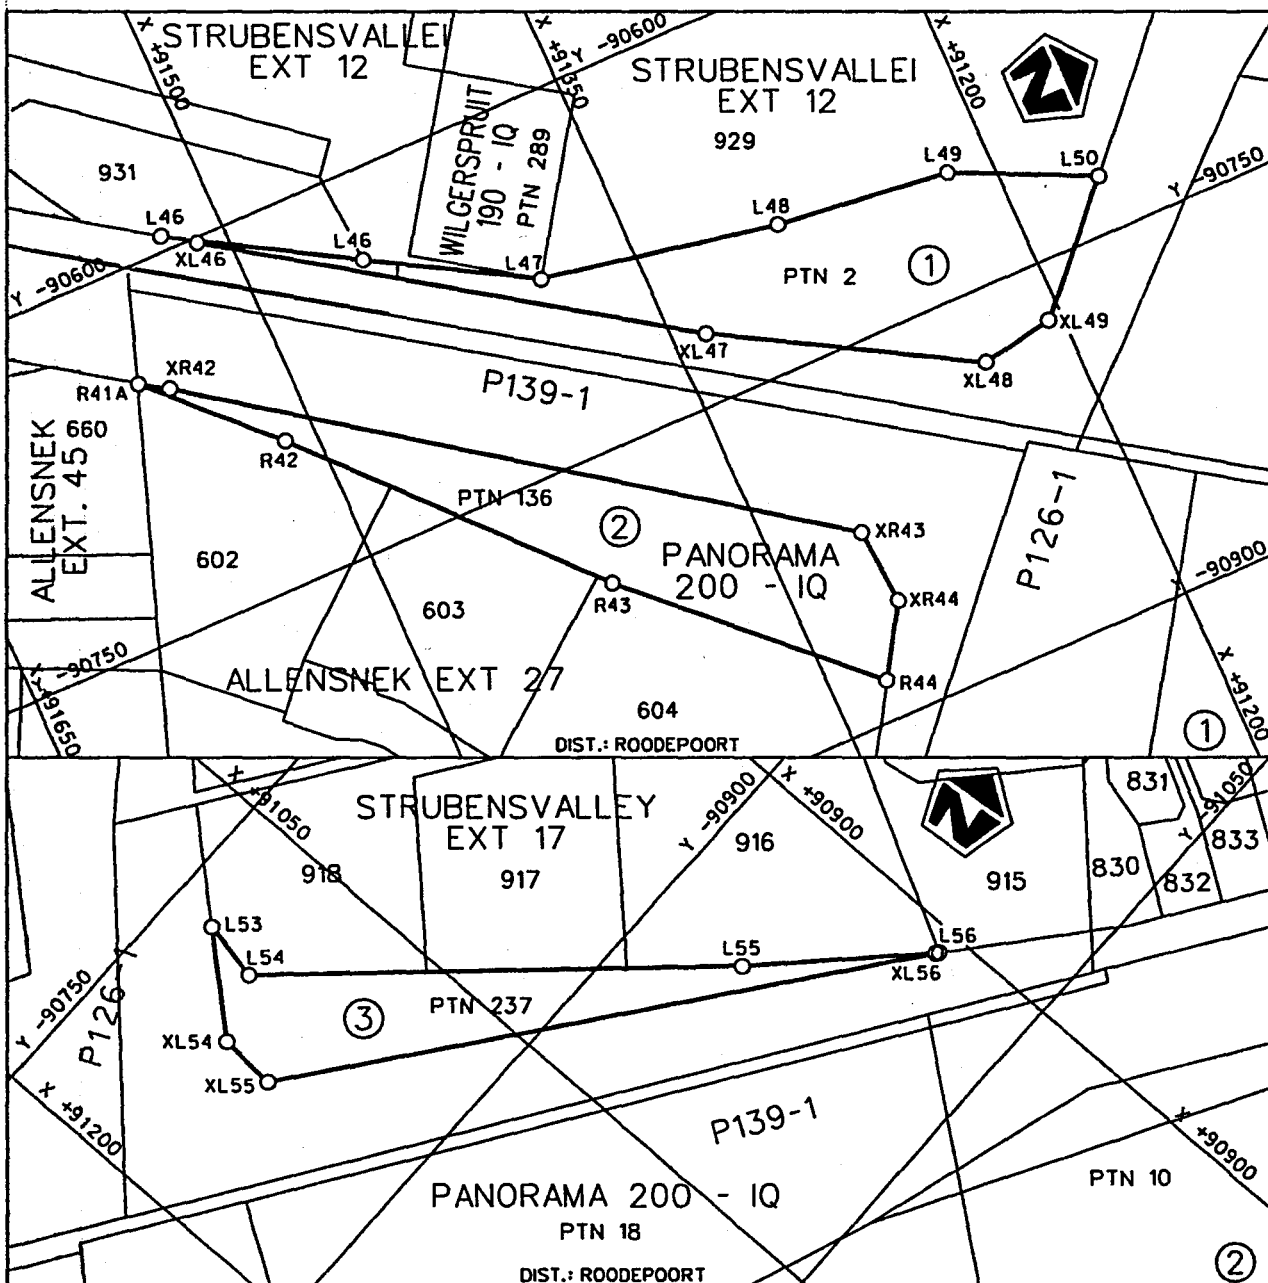 STRUBENSVALLEI
EXT 12
X +91500
X +91350
Y -90600
STRUBENSVALLEI
EXT 12
929
X +91200
N
931
WILGERSPRUIT
190 - IQ
PTN 289
L46
XL46
L46
L47
L48
L49
L50
Y -90750
Y -90600
PTN 2
1
XL47
XL48
XL49
P139-1
R41A
XR42
660
ALLENSNEK
EXT. 45
R42
PTN 136
2
XR43
PANORAMA
200 - IQ
P126-1
Y -90900
602
603
R43
XR44
Y -90750
X +91650
ALLENSNEK EXT 27
R44
X +91200
604
DIST.: ROODEPOORT
1
X +91050
STRUBENSVALLEY
EXT 17
Y -90900
X +90900
N
831
Y -91050
918
917
916
915
830
832
833
L53
L54
L55
L56
XL56
Y -90750
P126-1
PTN 237
3
XL54
XL55
X +91200
P139-1
X +90900
PANORAMA 200 - IQ
PTN 18
PTN 10
DIST.: ROODEPOORT
2